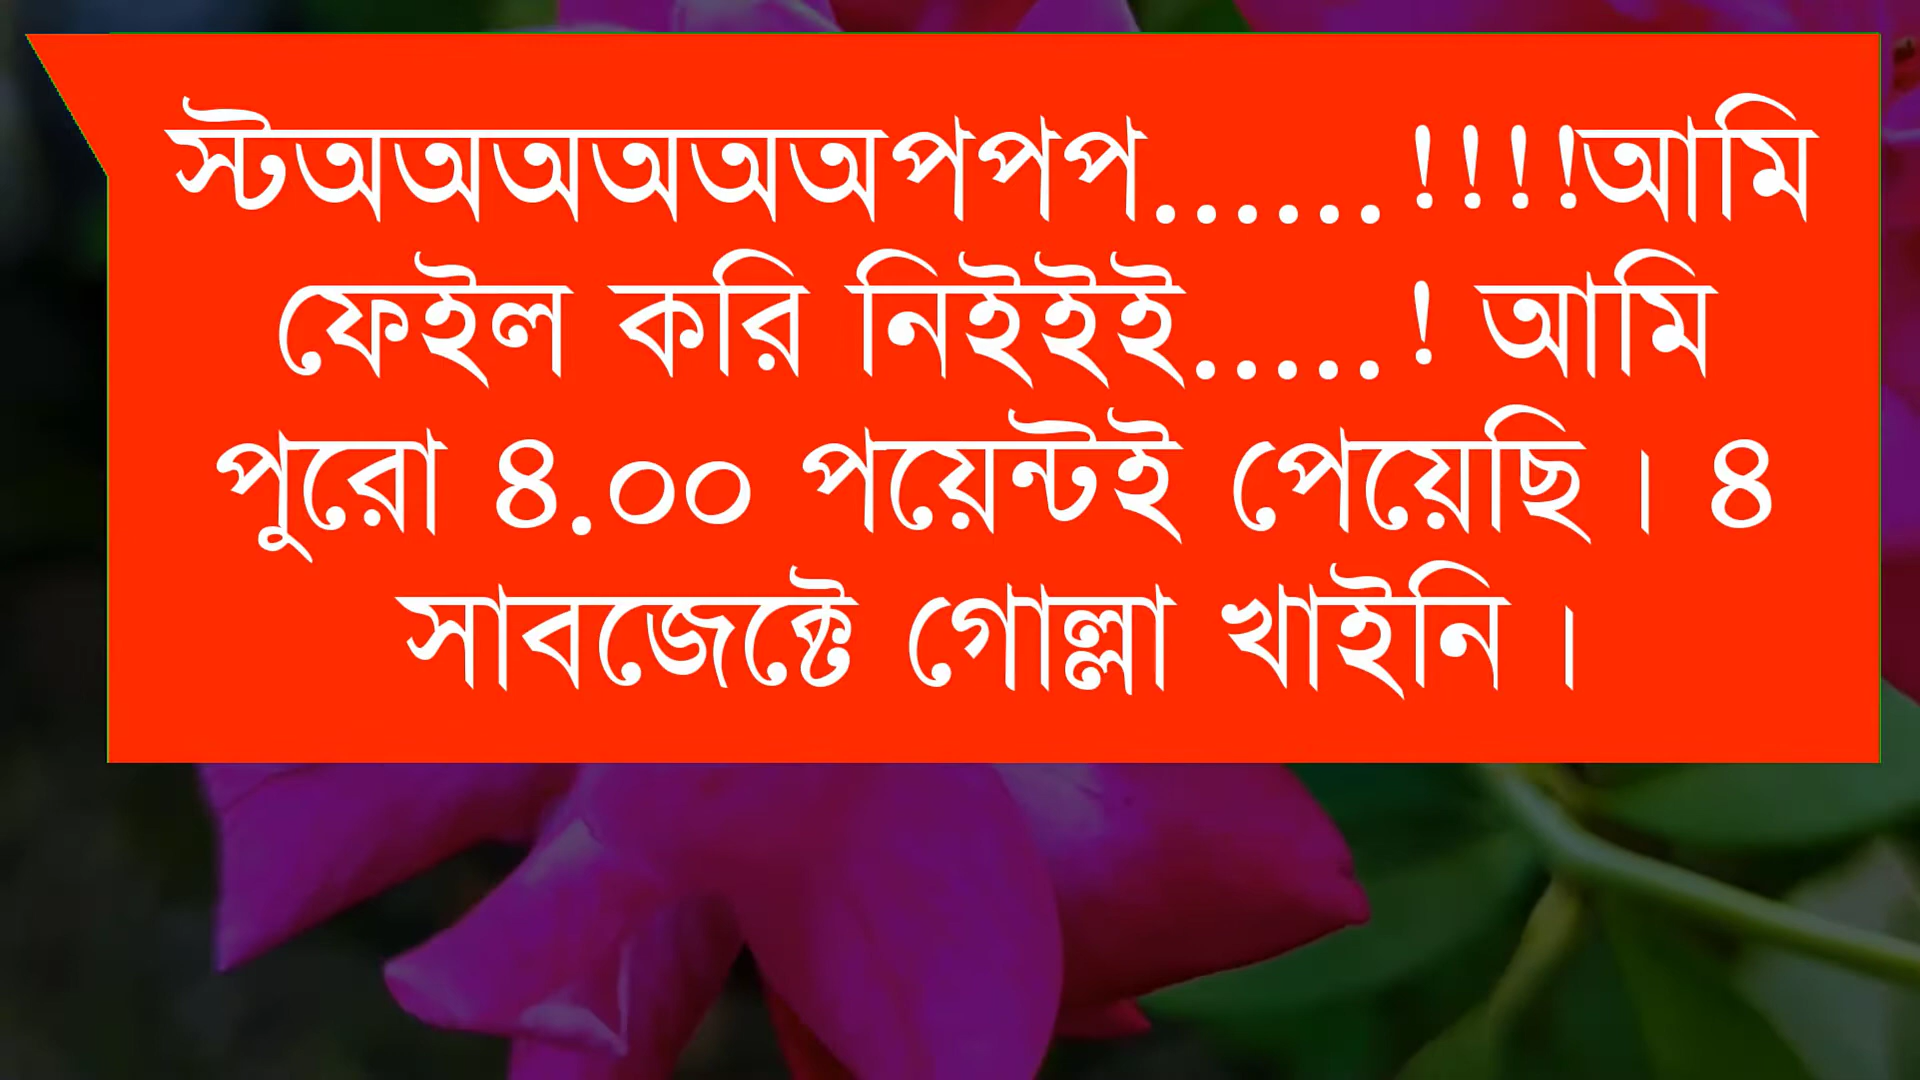 স্টঅঅঅঅঅঅপপপ......!!!!আমি
ফেইল করি নিইইই.....! আমি
পুরো ৪.০০ পয়েন্টই পেয়েছি। ৪
সাবজেক্টে গোল্লা খাইনি।